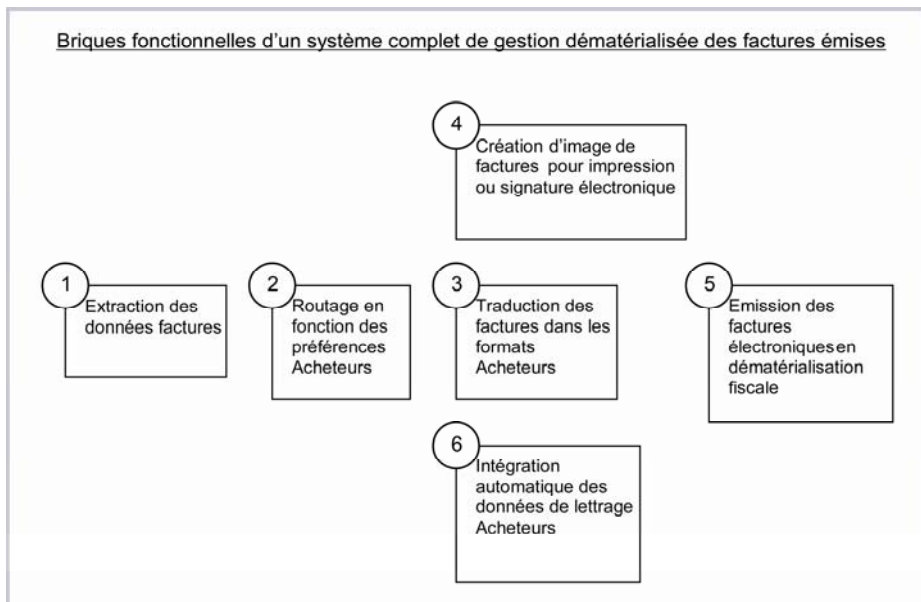 Briques fonctionnelles d'un système complet de gestion dématérialisée des factures émises
4
Création d'image de
factures pour impression
ou signature électronique
1
Extraction des
données factures
2
Routage en
fonction des
préférences
Acheteurs
3
Traduction des
factures dans les
formats
Acheteurs
5
Emission des
factures
électroniques en
dématérialisation
fiscale
6
Intégration
automatique des
données de lettrage
Acheteurs